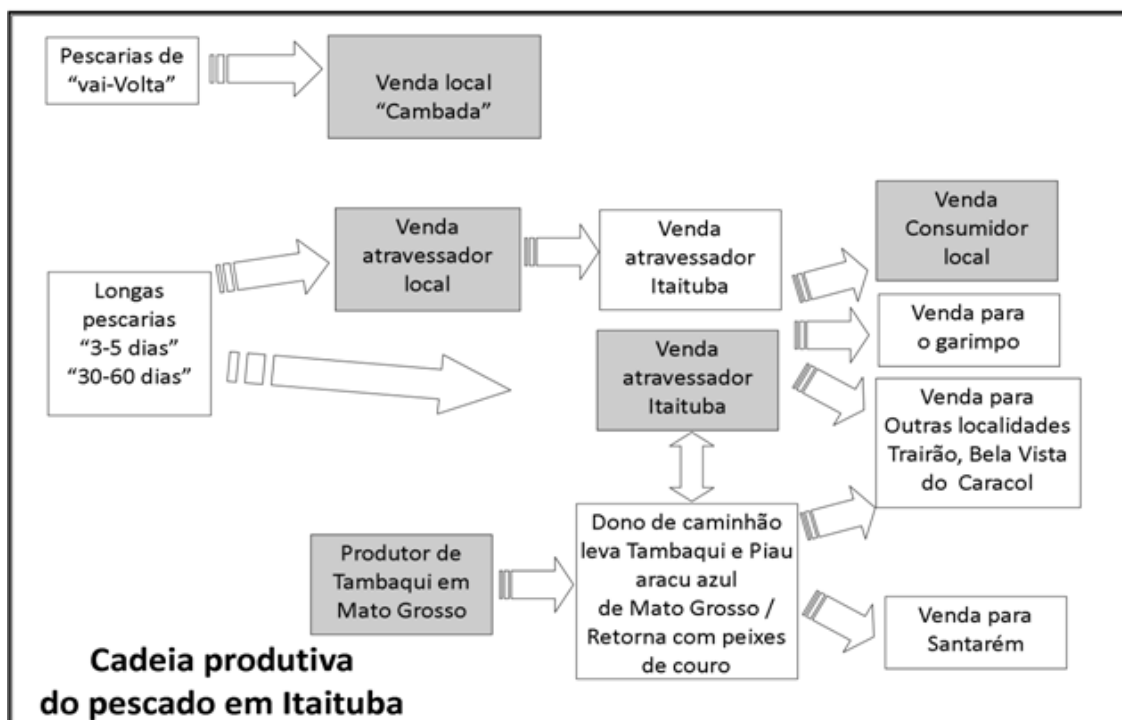 Pescarias de
“vai-Volta”
Venda local
“Cambada”
Venda
atravessador
local
Venda
atravessador
Itaituba
Venda
Consumidor
local
Longas
pescarias
“3-5 dias”
“30-60 dias”
Venda para
o garimpo
Venda
atravessador
Itaituba
Venda para
Outras localidades
Trairão, Bela Vista
do Caracol
Produtor de
Tambaqui em
Mato Grosso
Dono de caminhão
leva Tambaqui e Piau
aracu azul
de Mato Grosso /
Retorna com peixes
de couro
Venda para
Santarém
Cadeia produtiva
do pescado em Itaituba